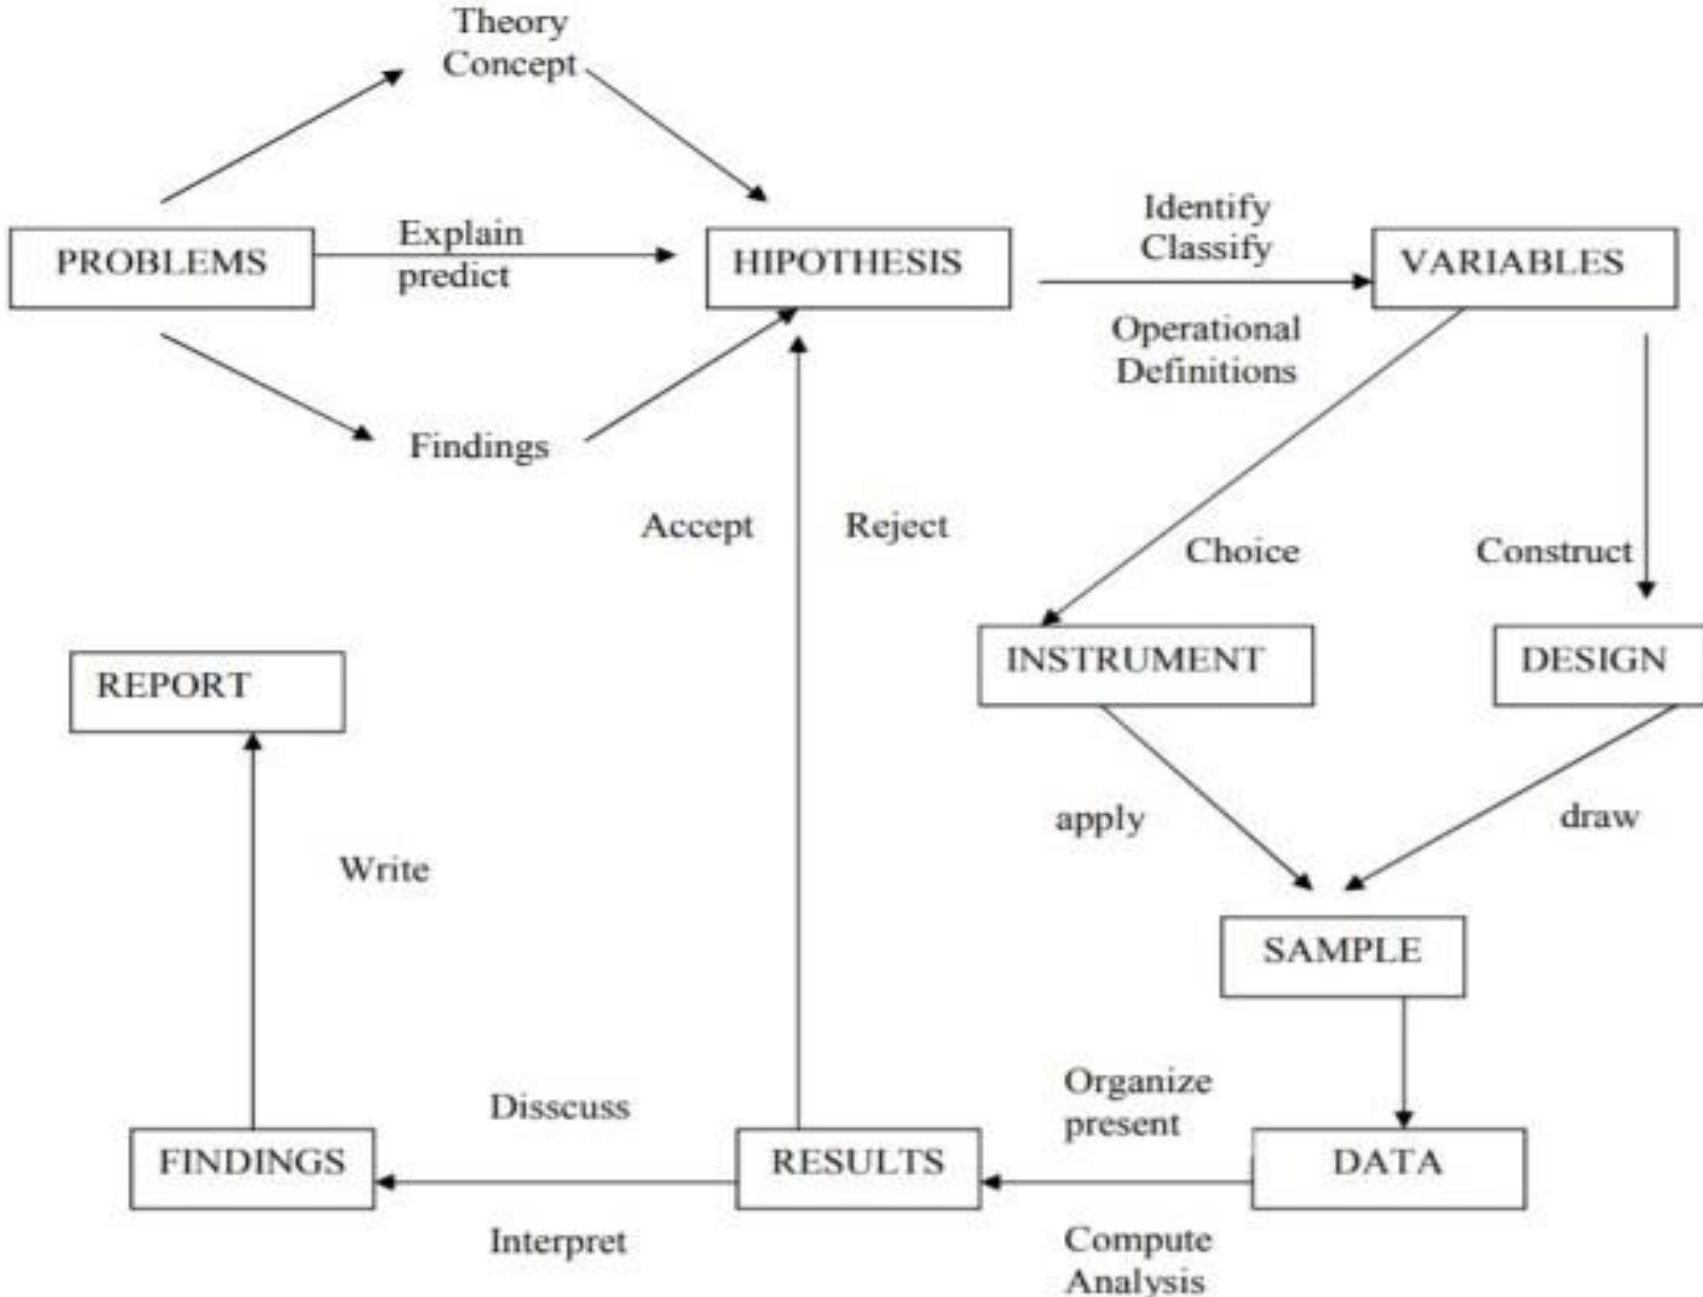 Theory
Concept
PROBLEMS
Explain
predict
HIPOTHESIS
Identify
Classify
VARIABLES
Operational
Definitions
Findings
Accept
Reject
Choice
Construct
INSTRUMENT
DESIGN
REPORT
apply
draw
Write
SAMPLE
Organize
present
Disscuss
FINDINGS
RESULTS
DATA
Interpret
Compute
Analysis